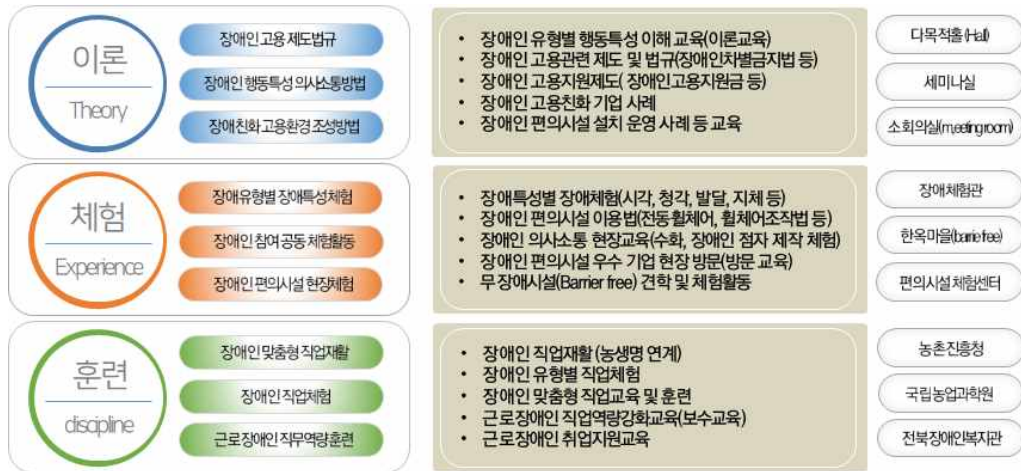 이론
Theory
장애인 고용 제도법규
장애인 행동특성 의사소통방법
장애친화 고용환경 조성방법
• 장애인 유형별 행동특성 이해 교육(이론교육)
• 장애인 고용관련 제도 및 법규(장애인차별금지법 등)
• 장애인 고용지원제도( 장애인고용지원금 등)
• 장애인 고용친화 기업 사례
• 장애인 편의시설 설치 운영 사례 등 교육
다목적홀(Hall)
세미나실
소회의실(m,eeting room)
체험
Experience
장애유형별 장애특성체험
장애인 참여 공동 체험활동
장애인 편의시설 현장체험
• 장애특성별 장애체험(시각, 청각, 발달, 지체 등)
• 장애인 편의시설 이용법(전동휠체어, 휠체어조작법 등)
• 장애인 의사소통 현장교육(수화, 장애인 점자 제작 체험)
• 장애인 편의시설 우수 기업 현장 방문(방문 교육)
• 무장애시설(Barrier free) 견학 및 체험활동
장애체험관
한옥마을(barrie free)
편의시설 체험센터
훈련
discipline
장애인 맞춤형 직업재활
장애인 직업체험
근로장애인 직무역량 훈련
• 장애인 직업재활 (농생명 연계)
• 장애인 유형별 직업체험
• 장애인 맞춤형 직업교육 및 훈련
• 근로장애인 직업역량강화교육(보수교육)
• 근로장애인 취업지원교육
농촌진흥청
국립농업과학원
전북장애인복지관